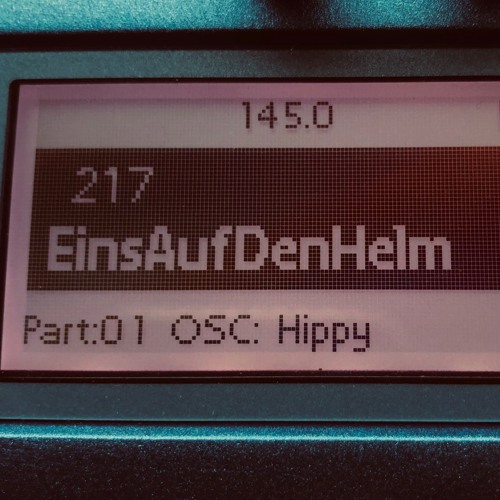 145.0
217
EinsAufDenHelm
Part:01 OSC: Hippy